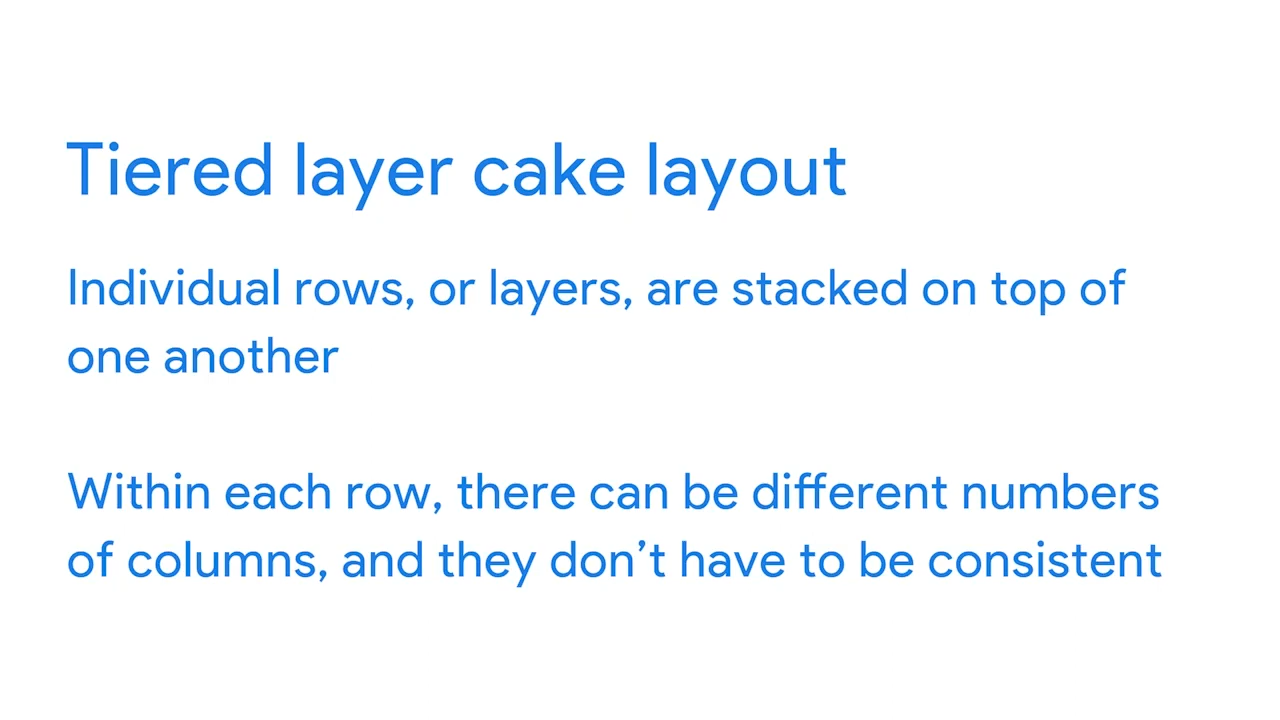 Tiered layer cake layout
Individual rows, or layers, are stacked on top of
one another
Within each row, there can be different numbers
of columns, and they don’t have to be consistent